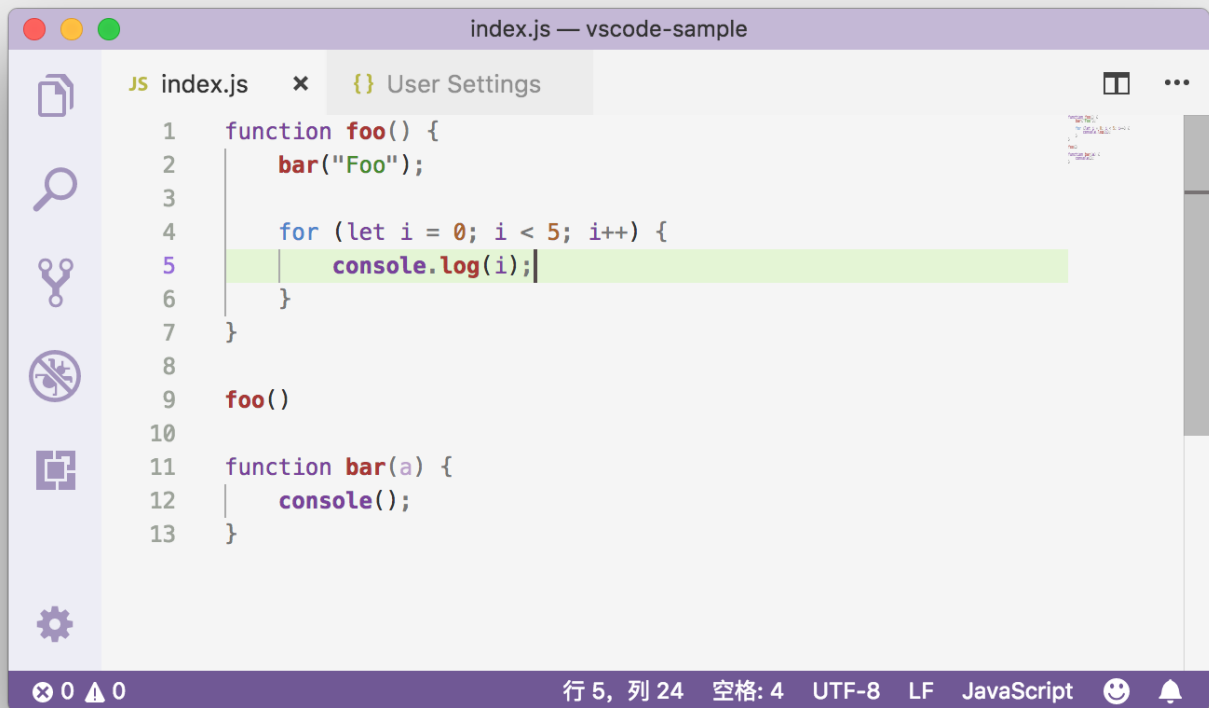 index.js — vscode-sample
JS index.js × {} User Settings •••
1 function foo() {
2     bar("Foo");
3
4     for (let i = 0; i < 5; i++) {
5         console.log(i);
6     }
7 }
8
9 foo()
10
11 function bar(a) {
12     console();
13 }
0 0 行 5，列 24 空格: 4 UTF-8 LF JavaScript